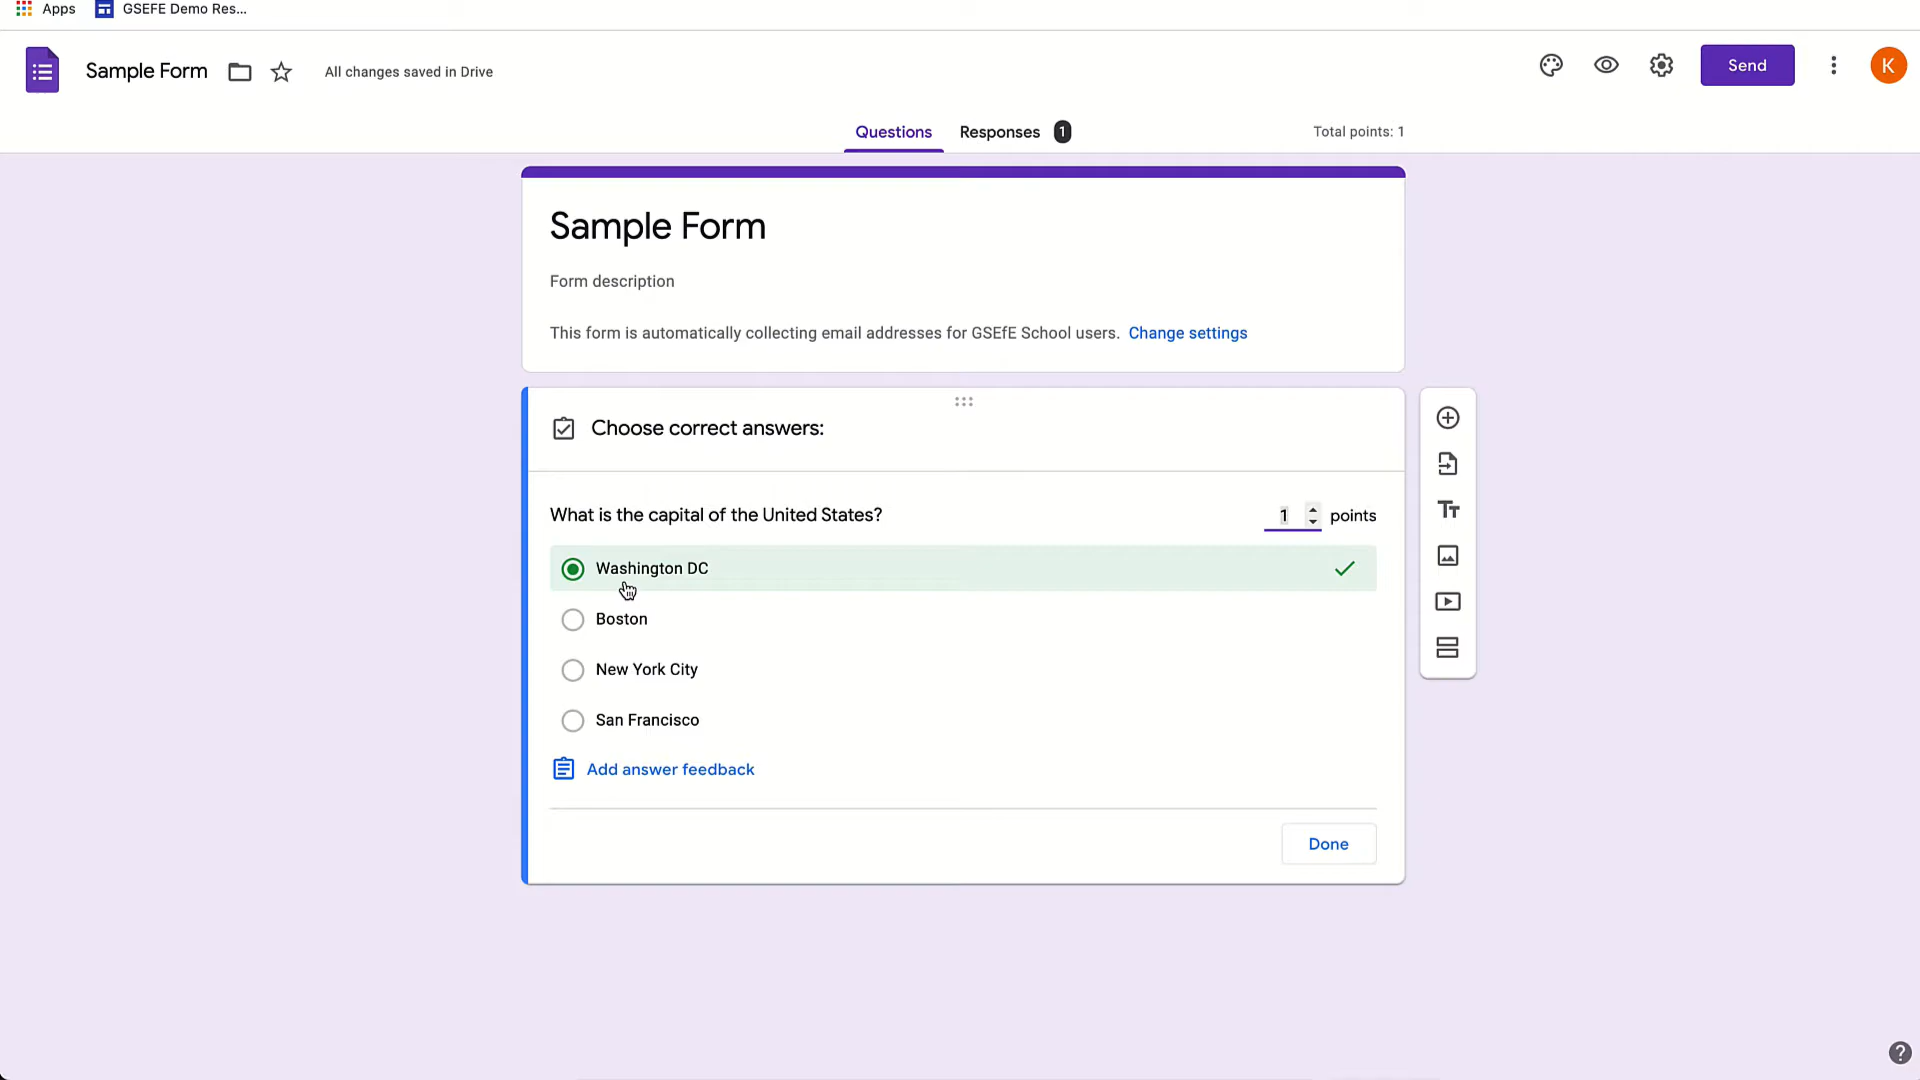 Apps GSEFE Demo Res...
Sample Form All changes saved in Drive Send K
Questions Responses 1 Total points: 1
Sample Form
Form description
This form is automatically collecting email addresses for GSEfE School users. Change settings
Choose correct answers:
What is the capital of the United States? 1 points
Washington DC
Boston
New York City
San Francisco
Add answer feedback
Done